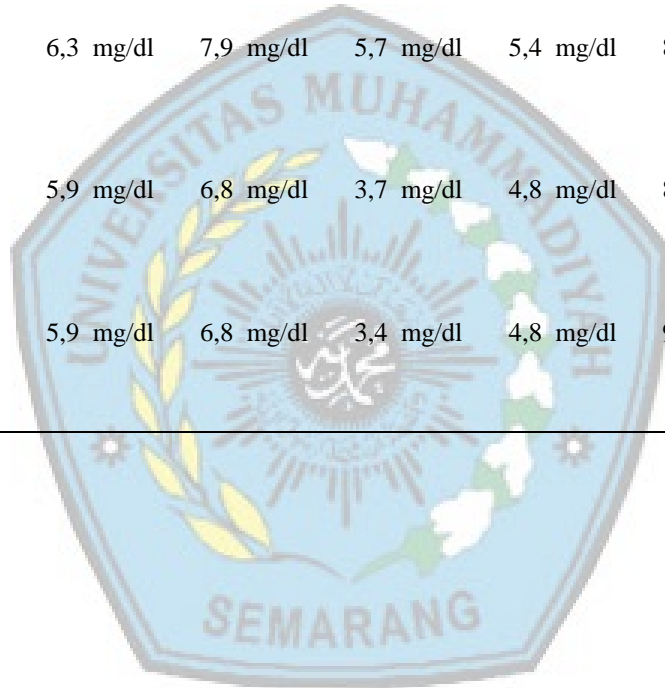 6,3 mg/dl 7,9 mg/dl 5,7 mg/dl 5,4 mg/dl
UNIVERSITAS MUHAMMADIYAH
5,9 mg/dl 6,8 mg/dl 3,7 mg/dl 4,8 mg/dl
5,9 mg/dl 6,8 mg/dl 3,4 mg/dl 4,8 mg/dl
محمدية
SEMARANG